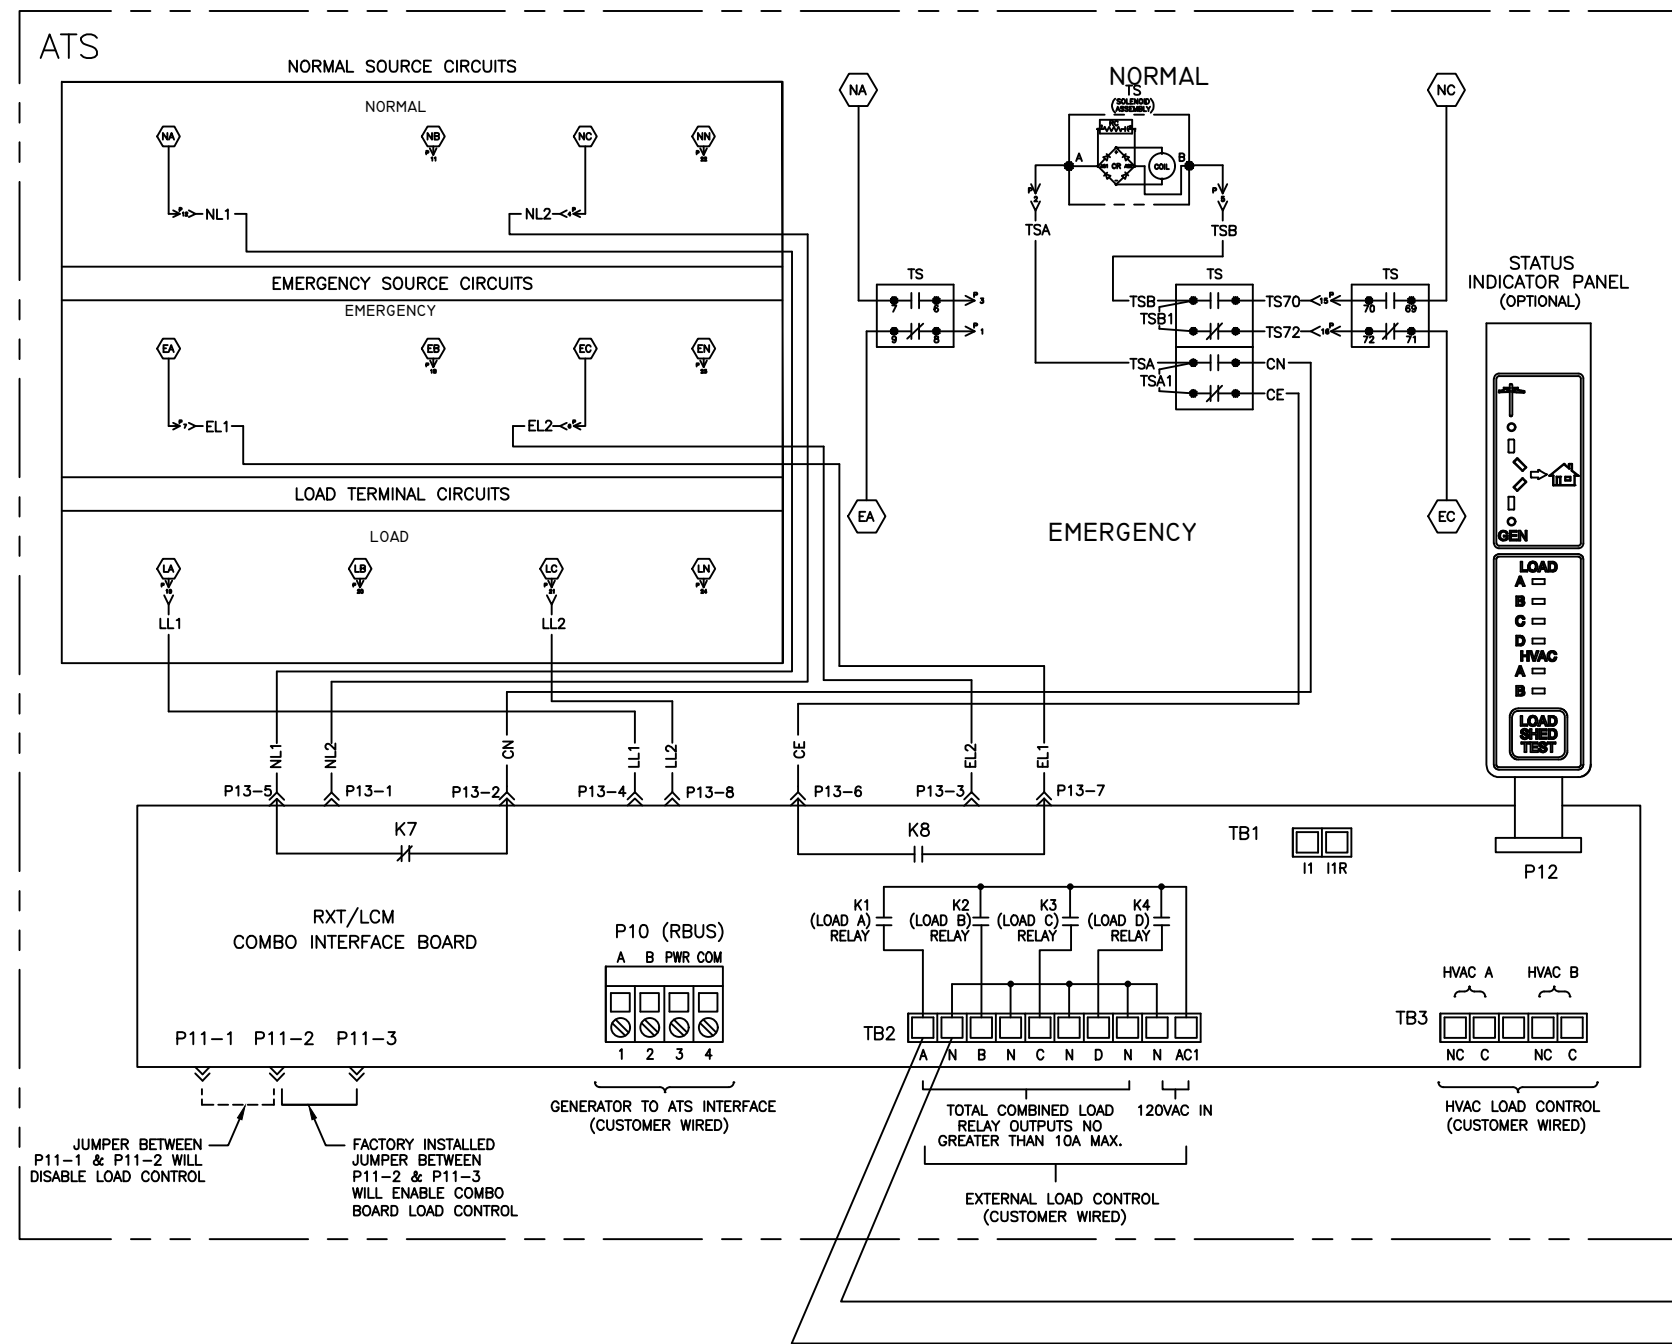 ATS
NORMAL SOURCE CIRCUITS
NORMAL
NA
NB
P
11
NC
NN
P
22
NL1
NL2
EMERGENCY SOURCE CIRCUITS
EMERGENCY
EA
EB
EC
EN
EL1
EL2
LOAD TERMINAL CIRCUITS
LOAD
LA
LB
LC
LN
P
24
P
21
LL1
LL2
NA
NORMAL
TS
(SOLENOID
ASSEMBLY)
NC
A
CR
COIL
B
P
2
P
5
TSA
TSB
TS
7
6
P
3
9
8
P
1
TS
TSB
TS70
15
P
TSB1
TS72
16
P
TSA
CN
TSA1
CE
TS
70
69
72
71
EA
EMERGENCY
EC
STATUS
INDICATOR PANEL
(OPTIONAL)
GEN
LOAD
A
B
C
D
HVAC
A
B
LOAD
SHED
TEST
NL1
NL2
CN
LL1
LL2
CE
EL2
EL1
P13-5
P13-1
P13-2
P13-4
P13-8
P13-6
P13-3
P13-7
K7
K8
TB1
I1 I1R
P12
RXT/LCM
COMBO INTERFACE BOARD
P10 (RBUS)
A B PWR COM
1 2 3 4
K1
(LOAD A)
RELAY
K2
(LOAD B)
RELAY
K3
(LOAD C)
RELAY
K4
(LOAD D)
RELAY
HVAC A
HVAC B
P11-1 P11-2 P11-3
TB2
A N B N C N D N N AC1
TB3
NC C NC C
GENERATOR TO ATS INTERFACE
(CUSTOMER WIRED)
TOTAL COMBINED LOAD
RELAY OUTPUTS NO
GREATER THAN 10A MAX.
120VAC IN
HVAC LOAD CONTROL
(CUSTOMER WIRED)
JUMPER BETWEEN
P11-1 & P11-2 WILL
DISABLE LOAD CONTROL
FACTORY INSTALLED
JUMPER BETWEEN
P11-2 & P11-3
WILL ENABLE COMBO
BOARD LOAD CONTROL
EXTERNAL LOAD CONTROL
(CUSTOMER WIRED)